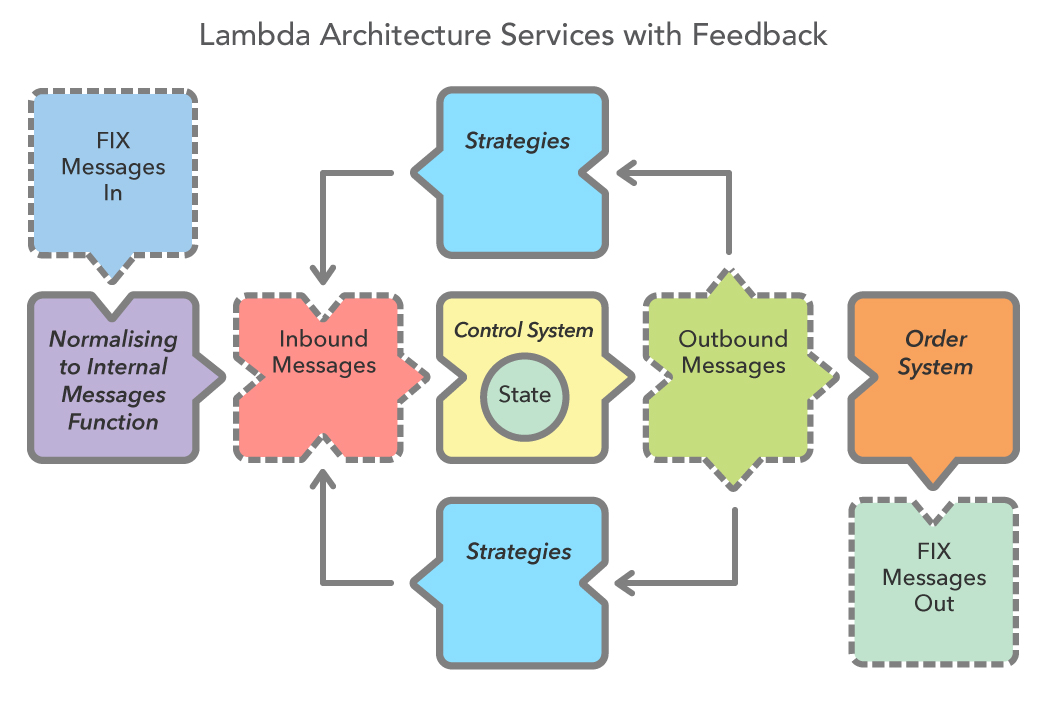 Lambda Architecture Services with Feedback
FIX
Messages
In
Strategies
Normalising
to Internal
Messages
Function
Inbound
Messages
Control System
State
Outbound
Messages
Order
System
Strategies
FIX
Messages
Out